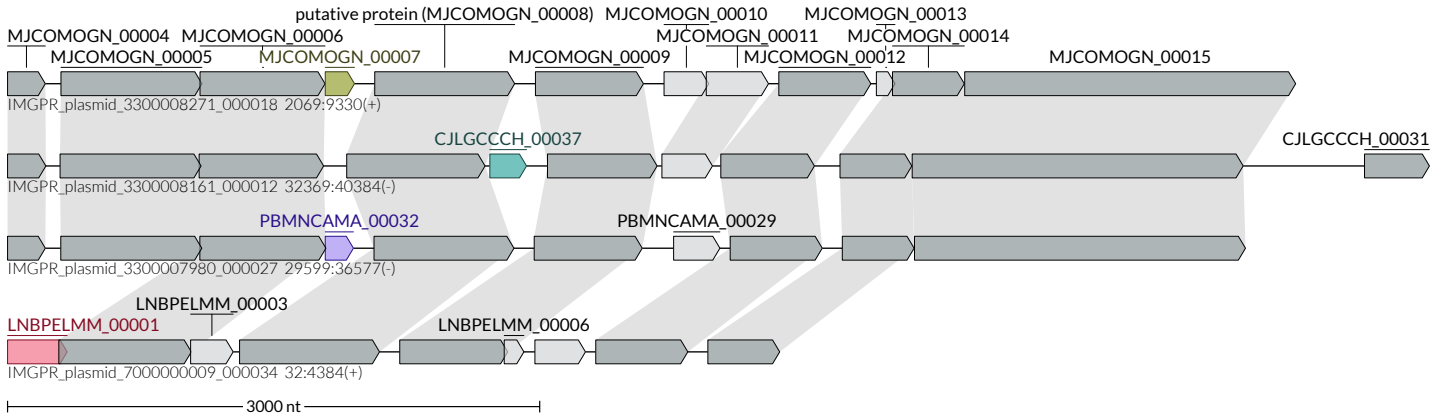 putative protein (MJCOMOGN_00008) MJCOMOGN_00010 MJCOMOGN_00013
MJCOMOGN_00004 MJCOMOGN_00006 MJCOMOGN_00011 MJCOMOGN_00014
MJCOMOGN_00005 MJCOMOGN_00007 MJCOMOGN_00009 MJCOMOGN_00012 MJCOMOGN_00015
IMGPR_plasmid_3300008271_000018 2069:9330(+)
CJLGCCCH_00037 CJLGCCCH_00031
IMGPR_plasmid_3300008161_000012 32369:40384(-)
PBMNCAMA_00032 PBMNCAMA_00029
IMGPR_plasmid_3300007980_000027 29599:36577(-)
LNBPELMM_00003
LNBPELMM_00001 LNBPELMM_00006
IMGPR_plasmid_7000000009_000034 32:4384(+)
3000 nt